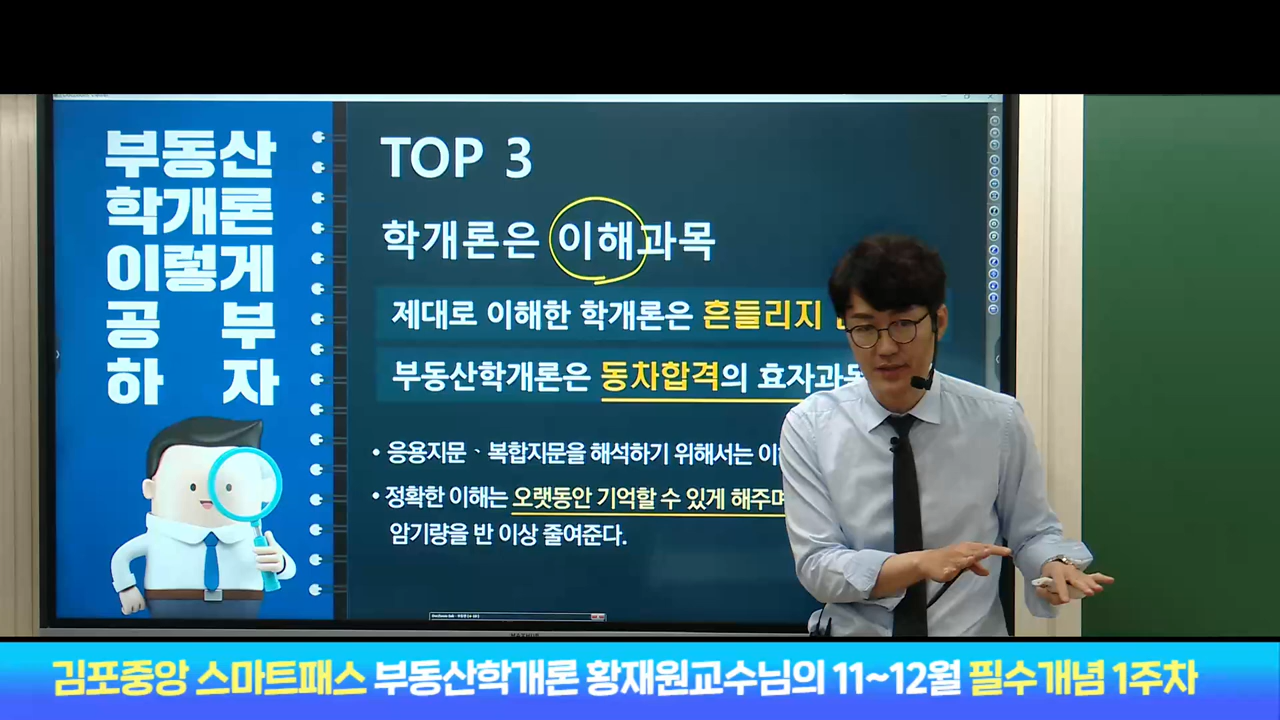 부동산
학개론
이렇게
공 부
하 자
TOP 3
학개론은 이해과목
제대로 이해한 학개론은 흔들리지
부동산학개론은 동차합격의 효자과목
• 응용지문、복합지문을 해석하기 위해서는
• 정확한 이해는 오랫동안 기억할 수 있게 해주며
암기량을 반 이상 줄여준다.
김포중앙 스마트패스 부동산학개론 황재원교수님의 11~12월 필수개념 1주차